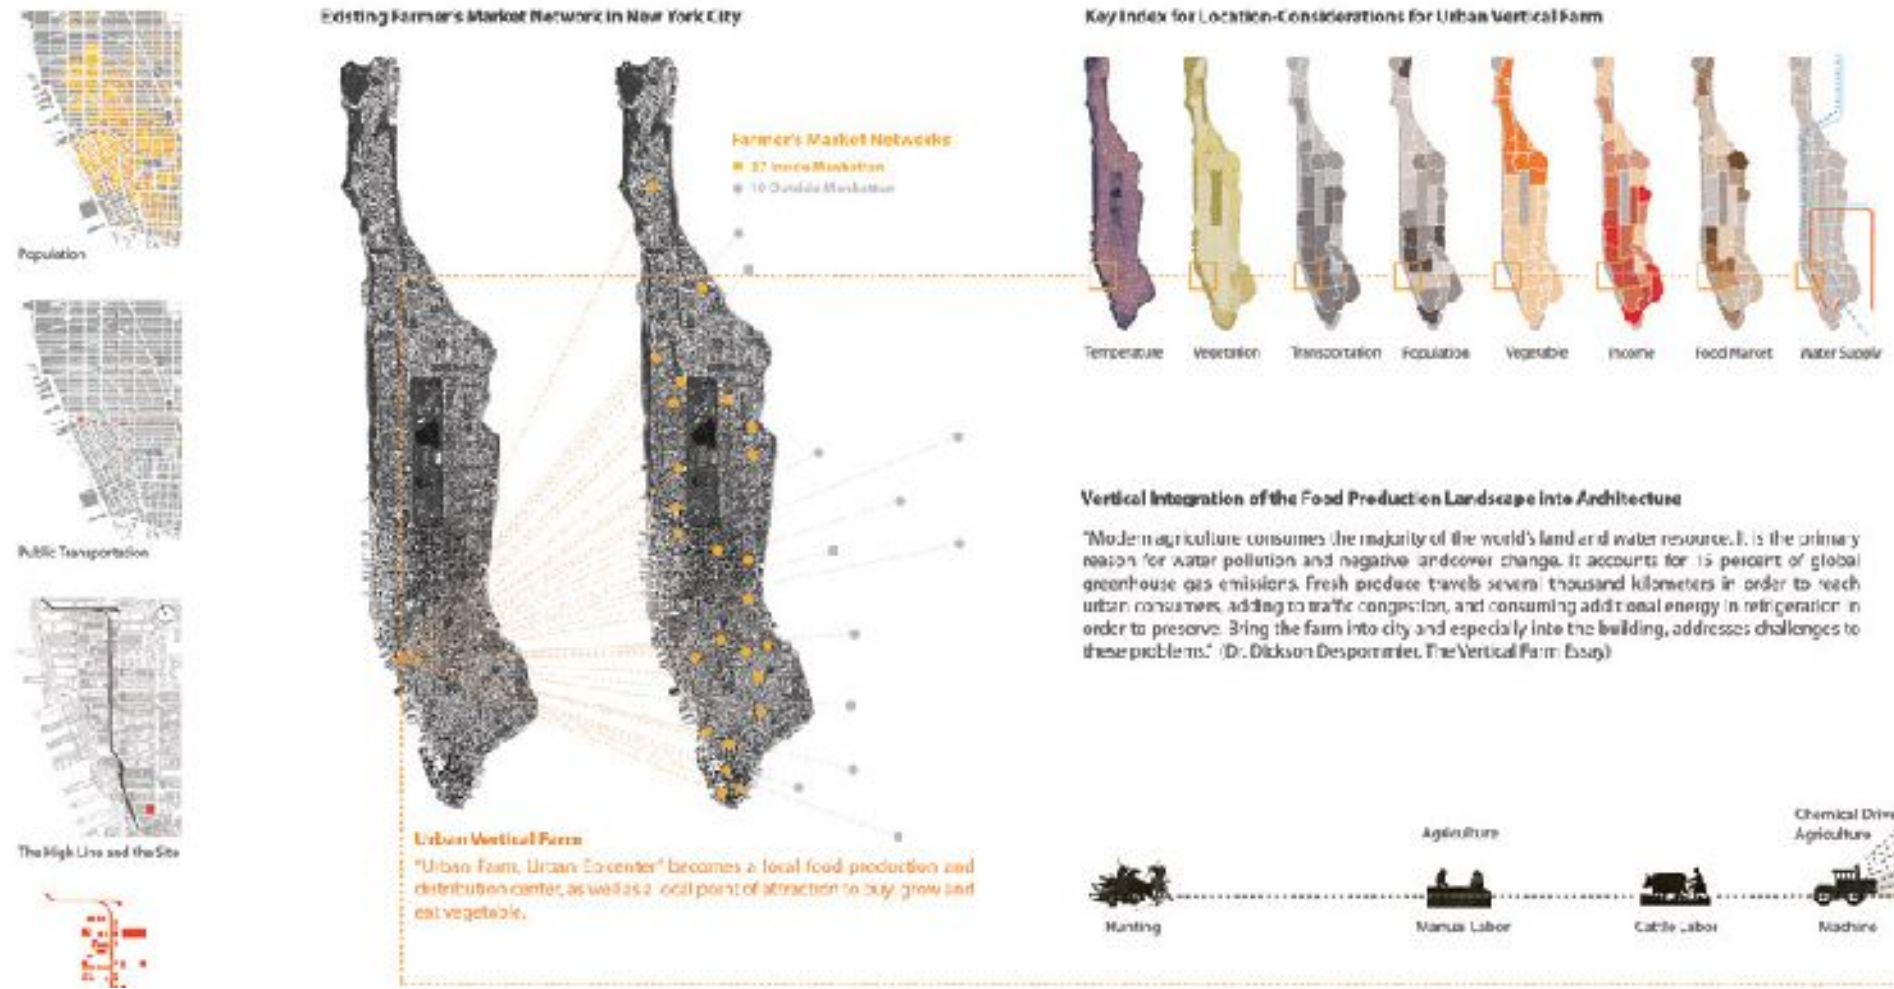 Existing Farmer's Market Network in New York City
Key Index for Location-Considerations for Urban Vertical Farm
Farmer's Market Networks
Inside Manhattan
Outside Manhattan
Population
Public Transportation
The High Line and the Site
Temperature
Vegetation
Transportation
Population
Vegetable
Income
Food Market
Water Supply
Vertical Integration of the Food Production Landscape into Architecture
"Modern agriculture consumes the majority of the world's land and water resource. It is the primary
reason for water pollution and negative landcover change. It accounts for 15 percent of global
greenhouse gas emissions. Fresh produce travels several thousand kilometers in order to reach
urban consumers, adding to traffic congestion, and consuming additional energy in refrigeration in
order to preserve. Bring the farm into city and especially into the building, addresses challenges to
these problems." (Dr. Dickson Despommier, The Vertical Farm Essay)
Urban Vertical Farm
"Urban Farm, Urban Epicenter" becomes a local food production and
distribution center, as well as a local point of attraction to buy, grow and
eat vegetable.
Agriculture
Chemical Drive
Agriculture
Hunting
Manual Labor
Cattle Labor
Machine